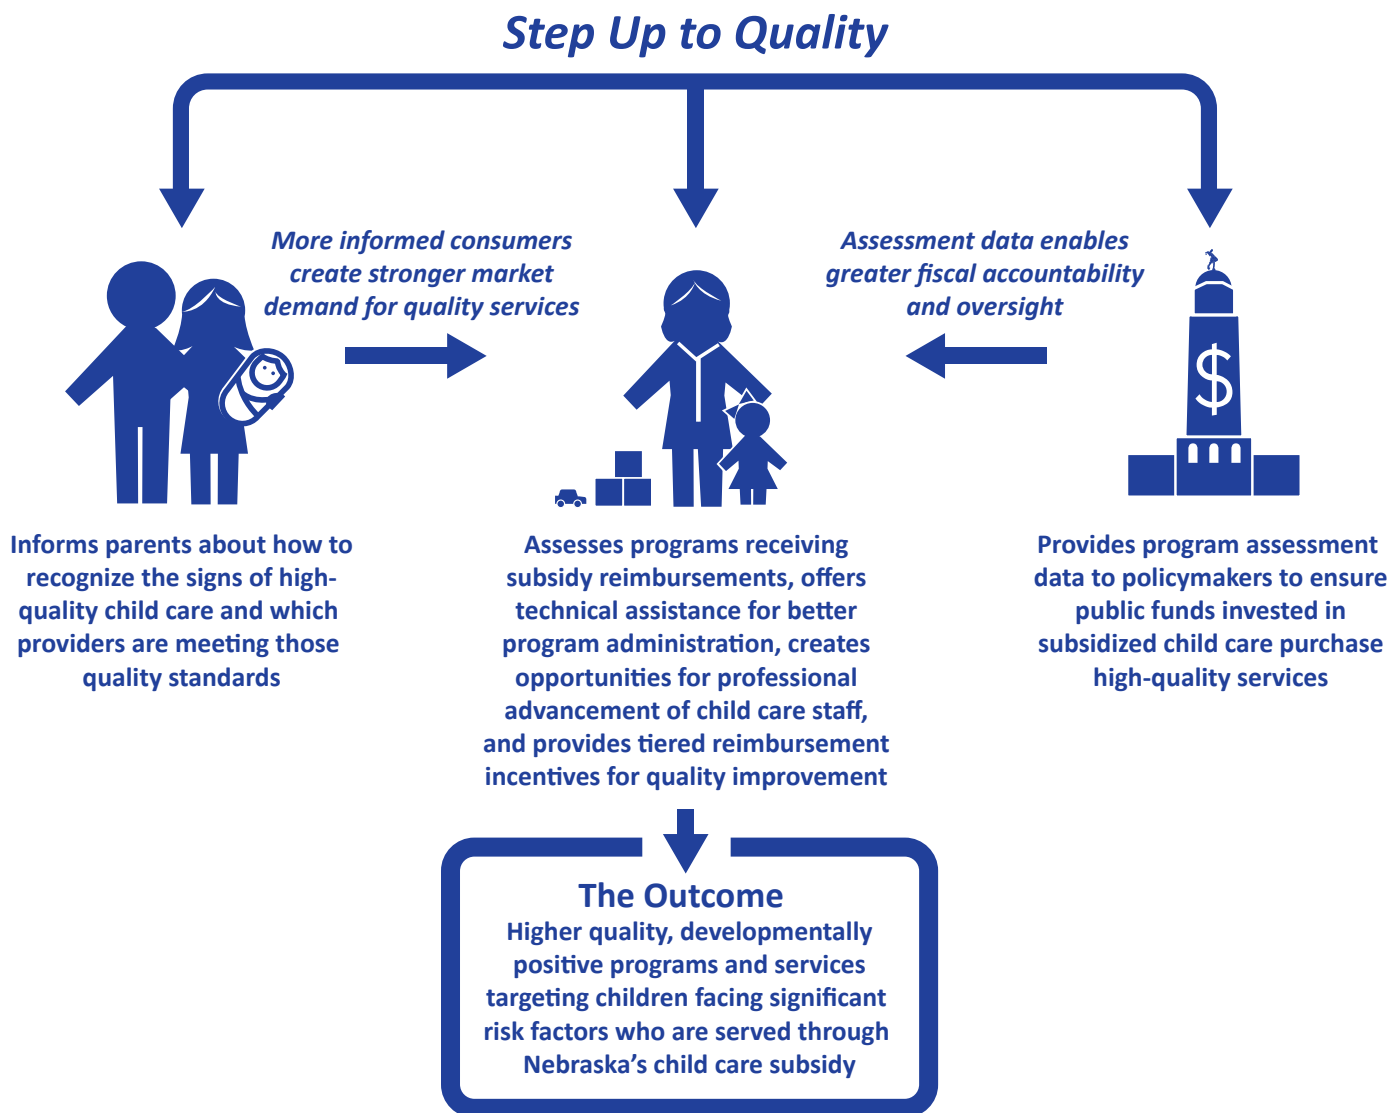 Step Up to Quality
More informed consumers
create stronger market
demand for quality services
Assessment data enables
greater fiscal accountability
and oversight
$
Informs parents about how to
recognize the signs of high-
quality child care and which
providers are meeting those
quality standards
Assesses programs receiving
subsidy reimbursements, offers
technical assistance for better
program administration, creates
opportunities for professional
advancement of child care staff,
and provides tiered reimbursement
incentives for quality improvement
Provides program assessment
data to policymakers to ensure
public funds invested in
subsidized child care purchase
high-quality services
The Outcome
Higher quality, developmentally
positive programs and services
targeting children facing significant
risk factors who are served through
Nebraska’s child care subsidy